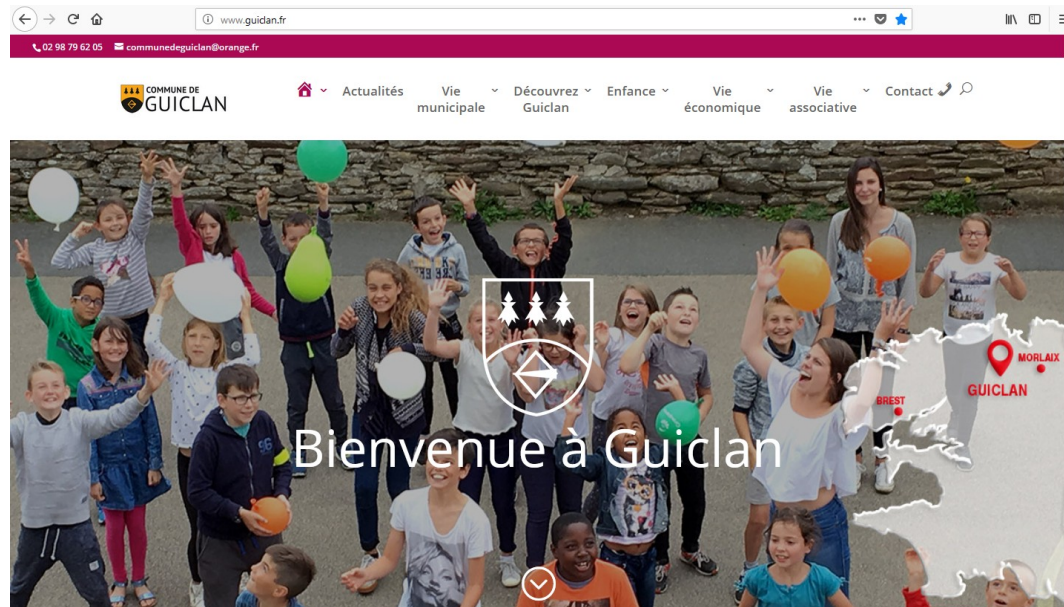 www.guiclan.fr
02 98 79 62 05 communedeguiclan@orange.fr
COMMUNE DE
GUICLAN
Actualités
Vie
municipale
Découvrez
Guiclan
Enfance
Vie
économique
Vie
associative
Contact
MORLAIX
GUICLAN
BREST
Bienvenue à Guiclan